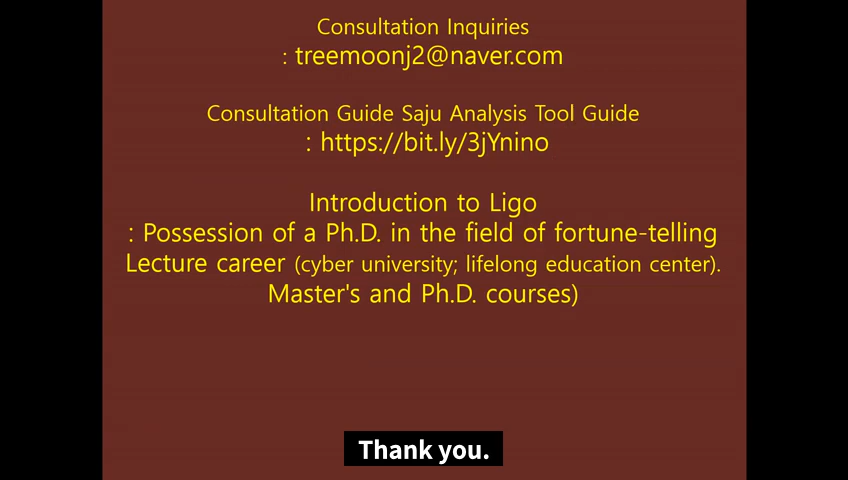 Consultation Inquiries
: treemoonj2@naver.com
Consultation Guide Saju Analysis Tool Guide
: https://bit.ly/3jYnino
Introduction to Ligo
: Possession of a Ph.D. in the field of fortune-telling
Lecture career (cyber university; lifelong education center).
Master's and Ph.D. courses)
Thank you.